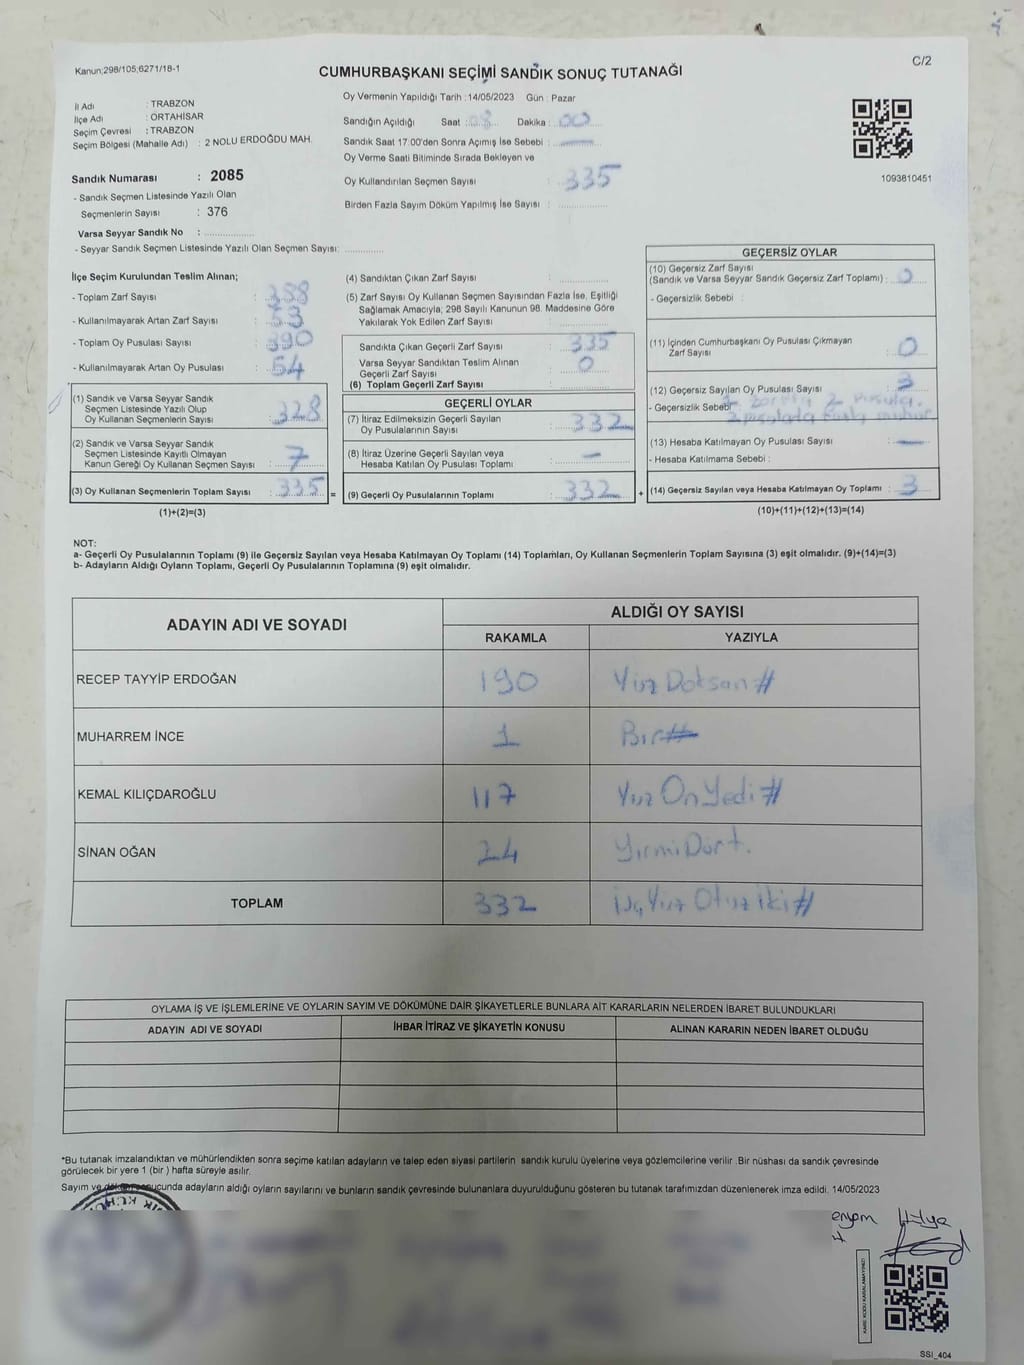 Kanun;298/105;6271/18-1
C/2
CUMHURBAŞKANI SEÇİMİ SANDIK SONUÇ TUTANAĞI
İl Adı : TRABZON
İlçe Adı : ORTAHİSAR
Seçim Çevresi : TRABZON
Seçim Bölgesi (Mahalle Adı) : 2 NOLU ERDOĞDU MAH.
Sandık Numarası : 2085
- Sandık Seçmen Listesinde Yazılı Olan
Seçmenlerin Sayısı : 376
Varsa Seyyar Sandık No :
- Seyyar Sandık Seçmen Listesinde Yazılı Olan Seçmen Sayısı:
Oy Vermenin Yapıldığı Tarih :14/05/2023 Gün : Pazar
Sandığın Açıldığı Saat : 08 Dakika : 00
Sandık Saat 17:00'den Sonra Açımış İse Sebebi :
Oy Verme Saati Bitiminde Sırada Bekleyen ve
Oy Kullandırılan Seçmen Sayısı : 335
Birden Fazla Sayım Döküm Yapılmış İse Sayısı :
1093810451
İlçe Seçim Kurulundan Teslim Alınan;
- Toplam Zarf Sayısı : 388
- Kullanılmayarak Artan Zarf Sayısı : 53
- Toplam Oy Pusulası Sayısı : 390
- Kullanılmayarak Artan Oy Pusulası : 54
(1) Sandık ve Varsa Seyyar Sandık
Seçmen Listesinde Yazılı Olup
Oy Kullanan Seçmenlerin Sayısı : 328
(2) Sandık ve Varsa Seyyar Sandık
Seçmen Listesinde Kayıtlı Olmayan
Kanun Gereği Oy Kullanan Seçmen Sayısı : 7
(3) Oy Kullanan Seçmenlerin Toplam Sayısı : 335 =
(1)+(2)=(3)
(4) Sandıktan Çıkan Zarf Sayısı :
(5) Zarf Sayısı Oy Kullanan Seçmen Sayısından Fazla İse, Eşitliği
Sağlamak Amacıyla; 298 Sayılı Kanunun 98. Maddesine Göre
Yakılarak Yok Edilen Zarf Sayısı :
Sandıkta Çıkan Geçerli Zarf Sayısı : 335
Varsa Seyyar Sandıktan Teslim Alınan
Geçerli Zarf Sayısı : 0
(6) Toplam Geçerli Zarf Sayısı :
GEÇERLİ OYLAR
(7) İtiraz Edilmeksizin Geçerli Sayılan
Oy Pusulalarının Sayısı : 332
(8) İtiraz Üzerine Geçerli Sayılan veya
Hesaba Katılan Oy Pusulası Toplamı : -
(9) Geçerli Oy Pusulalarının Toplamı : 332 +
GEÇERSİZ OYLAR
(10) Geçersiz Zarf Sayısı
(Sandık ve Varsa Seyyar Sandık Geçersiz Zarf Toplamı) : 0
- Geçersizlik Sebebi :
(11) İçinden Cumhurbaşkanı Oy Pusulası Çıkmayan
Zarf Sayısı : 0
(12) Geçersiz Sayılan Oy Pusulası Sayısı : 3
- Geçersizlik Sebebi : 1 zarfta 2 pusula.
(13) Hesaba Katılmayan Oy Pusulası Sayısı : -
- Hesaba Katılmama Sebebi :
(14) Geçersiz Sayılan veya Hesaba Katılmayan Oy Toplamı : 3
(10)+(11)+(12)+(13)=(14)
NOT:
a- Geçerli Oy Pusulalarının Toplamı (9) ile Geçersiz Sayılan veya Hesaba Katılmayan Oy Toplamı (14) Toplamları, Oy Kullanan Seçmenlerin Toplam Sayısına (3) eşit olmalıdır. (9)+(14)=(3)
b- Adayların Aldığı Oyların Toplamı, Geçerli Oy Pusulalarının Toplamına (9) eşit olmalıdır.
ADAYIN ADI VE SOYADI
ALDIĞI OY SAYISI
RAKAMLA YAZIYLA
RECEP TAYYİP ERDOĞAN 190 Yüz Doksan #
MUHARREM İNCE 1 Bir #
KEMAL KILIÇDAROĞLU 117 Yüz On Yedi #
SİNAN OĞAN 24 Yirmi Dört.
TOPLAM 332 Üç Yüz Otuz İki #
OYLAMA İŞ VE İŞLEMLERİNE VE OYLARIN SAYIM VE DÖKÜMÜNE DAİR ŞİKAYETLERLE BUNLARA AİT KARARLARIN NELERDEN İBARET BULUNDUKLARI
ADAYIN ADI VE SOYADI İHBAR İTİRAZ VE ŞİKAYETİN KONUSU ALINAN KARARIN NEDEN İBARET OLDUĞU
*Bu tutanak imzalandıktan ve mühürlendikten sonra seçime katılan adayların ve talep eden siyasi partilerin sandık kurulu üyelerine veya gözlemcilerine verilir .Bir nüshası da sandık çevresinde
görülecek bir yere 1 (bir ) hafta süreyle asılır.
Sayım ve döküm sonucunda adayların aldığı oyların sayılarını ve bunların sandık çevresinde bulunanlara duyurulduğunu gösteren bu tutanak tarafımızdan düzenlenerek imza edildi. 14/05/2023
eryem Hülya
KARE KODU KARALAMAYINIZ!
SSİ_404